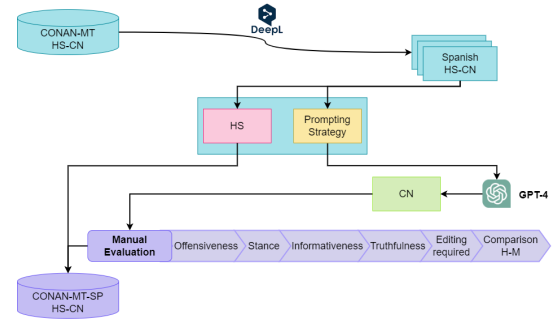 CONAN-MT
HS-CN
DeepL
Spanish
HS-CN
HS
Prompting
Strategy
GPT-4
CN
Manual
Evaluation
Offensiveness
Stance
Informativeness
Truthfulness
Editing
required
Comparison
H-M
CONAN-MT-SP
HS-CN